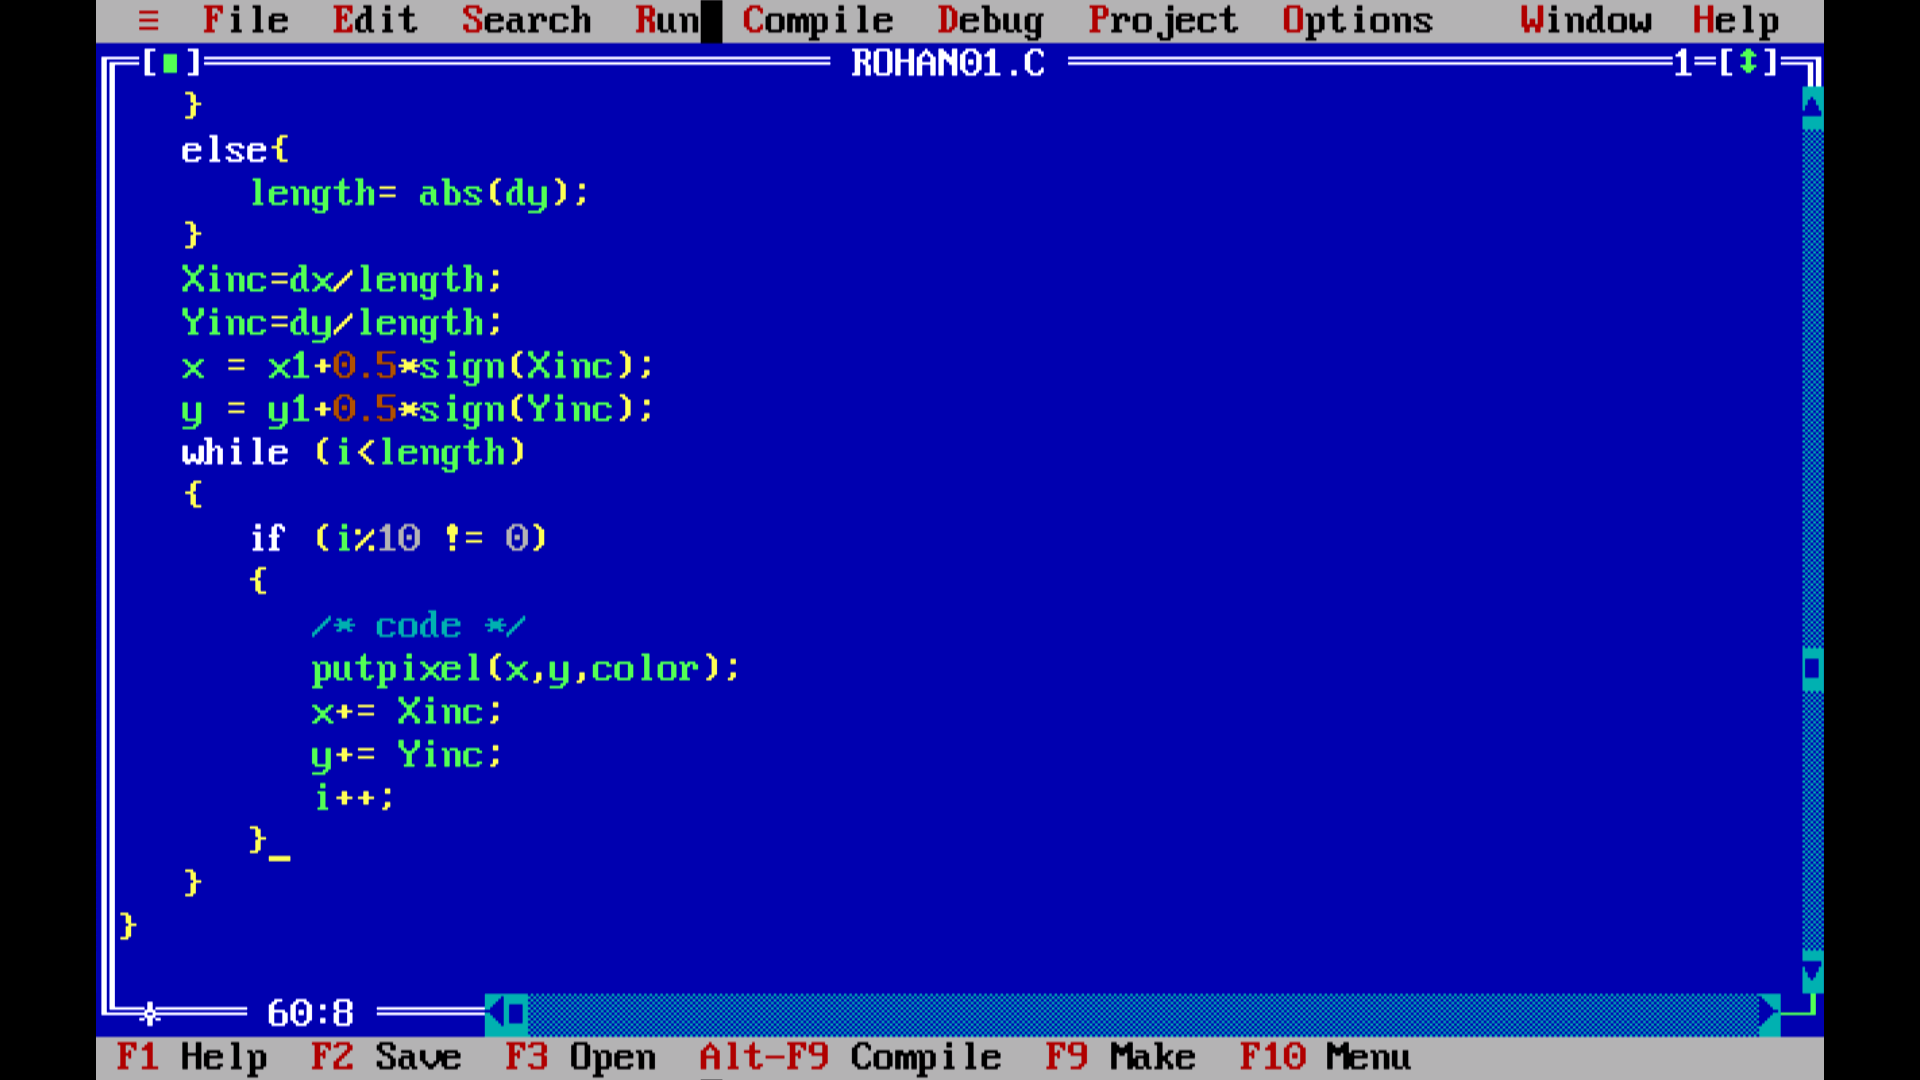 ≡ File Edit Search Run Compile Debug Project Options Window Help
[■] ROHAN01.C 1=[↕]
}
else{
length= abs(dy);
}
Xinc=dx/length;
Yinc=dy/length;
x = x1+0.5*sign(Xinc);
y = y1+0.5*sign(Yinc);
while (i<length)
{
if (i%10 != 0)
{
/* code */
putpixel(x,y,color);
x+= Xinc;
y+= Yinc;
i++;
}_
}
}
60:8
F1 Help F2 Save F3 Open Alt-F9 Compile F9 Make F10 Menu